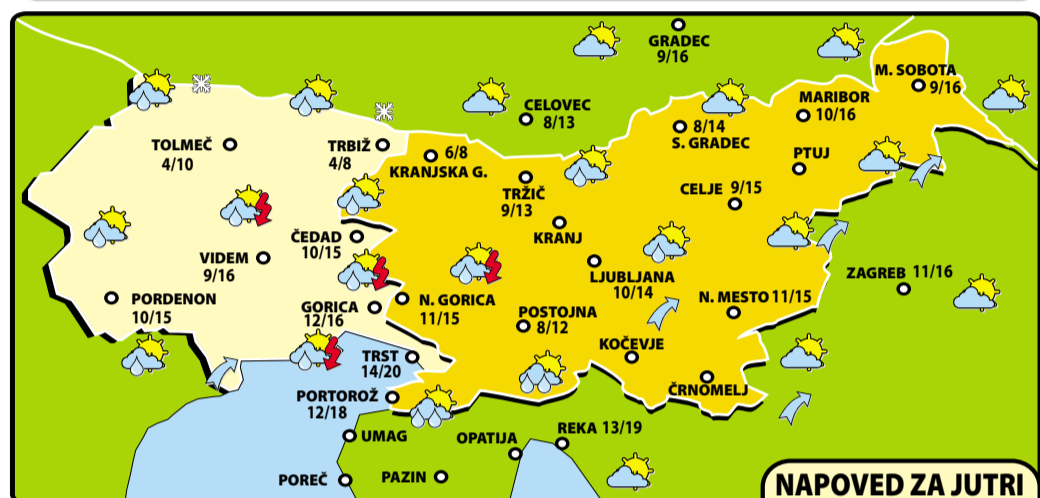 GRADEC
9/16
M. SOBOTA
9/16
CELOVEC
8/13
MARIBOR
10/16
TOLMEČ
4/10
TRBIŽ
4/8
6/8
KRANJSKA G.
8/14
S. GRADEC
PTUJ
TRŽIČ
9/13
CELJE 9/15
ČEDAD
10/15
KRANJ
VIDEM
9/16
LJUBLJANA
10/14
ZAGREB 11/16
PORDENON
10/15
GORICA
12/16
N. GORICA
11/15
N. MESTO 11/15
POSTOJNA
8/12
KOČEVJE
TRST
14/20
ČRNOMELJ
PORTOROŽ
12/18
UMAG
OPATIJA
REKA 13/19
POREČ
PAZIN
NAPOVED ZA JUTRI